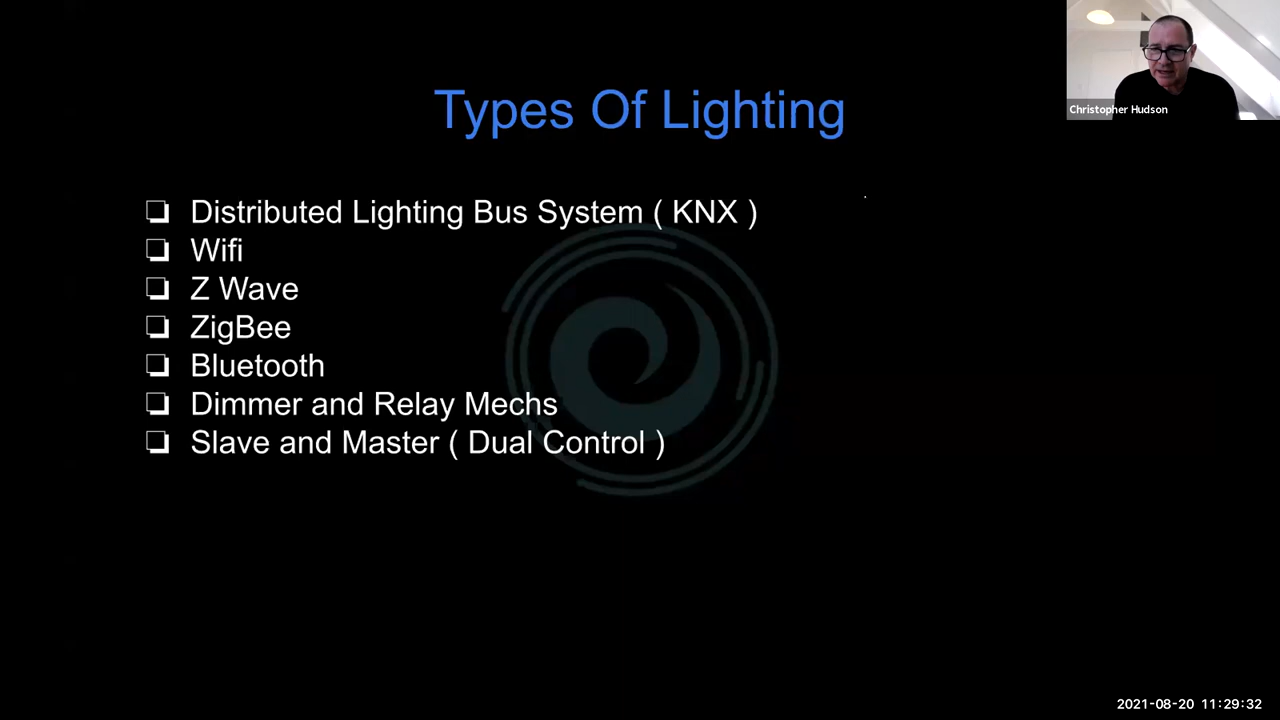 Types Of Lighting
Christopher Hudson
❏ Distributed Lighting Bus System ( KNX )
❏ Wifi
❏ Z Wave
❏ ZigBee
❏ Bluetooth
❏ Dimmer and Relay Mechs
❏ Slave and Master ( Dual Control )
2021-08-20 11:29:32